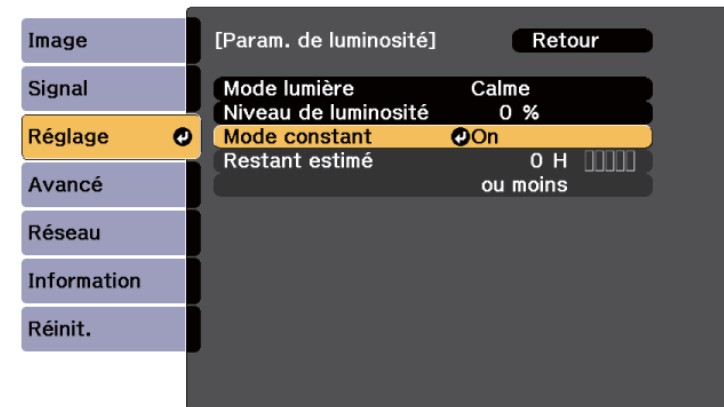 Image
Signal
Réglage
Avancé
Réseau
Information
Réinit.
[Param. de luminosité] Retour
Mode lumière Calme
Niveau de luminosité 0 %
Mode constant On
Restant estimé 0 H
ou moins